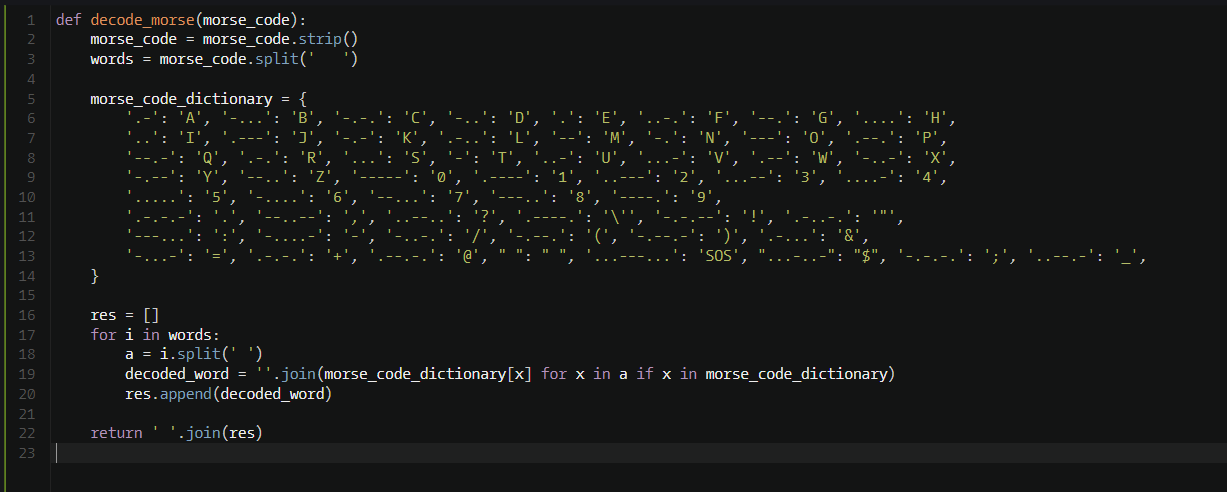 1 def decode_morse(morse_code):
2     morse_code = morse_code.strip()
3     words = morse_code.split('   ')
4
5     morse_code_dictionary = {
6         '.-': 'A', '-...': 'B', '-.-.': 'C', '-..': 'D', '.': 'E', '..-.': 'F', '--.': 'G', '....': 'H',
7         '..': 'I', '.---': 'J', '-.-': 'K', '.-..': 'L', '--': 'M', '-.': 'N', '---': 'O', '.--.': 'P',
8         '--.-': 'Q', '.-.': 'R', '...': 'S', '-': 'T', '..-': 'U', '...-': 'V', '.--': 'W', '-..-': 'X',
9         '-.--': 'Y', '--..': 'Z', '-----': '0', '.----': '1', '..---': '2', '...--': '3', '....-': '4',
10         '.....': '5', '-....': '6', '--...': '7', '---..': '8', '----.': '9',
11         '.-.-.-': '.', '--..--': ',', '..--..': '?', '.----.': '\'', '-.-.--': '!', '.-..-.': '"',
12         '---...': ':', '-....-': '-', '-..-.': '/', '-.--.': '(', '-.--.-': ')', '.-...': '&',
13         '-...-': '=', '.-.-.': '+', '.--.-.': '@', " ": " ", '...---...': 'SOS', "...-..-": "$", '-.-.-.': ';', '..--.-': '_',
14     }
15
16     res = []
17     for i in words:
18         a = i.split(' ')
19         decoded_word = ''.join(morse_code_dictionary[x] for x in a if x in morse_code_dictionary)
20         res.append(decoded_word)
21
22     return ' '.join(res)
23